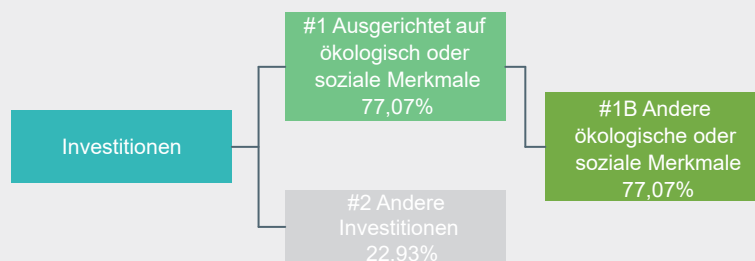 #1 Ausgerichtet auf
ökologisch oder
soziale Merkmale
77,07%
Investitionen
#1B Andere
ökologische oder
soziale Merkmale
77,07%
#2 Andere
Investitionen
22,93%